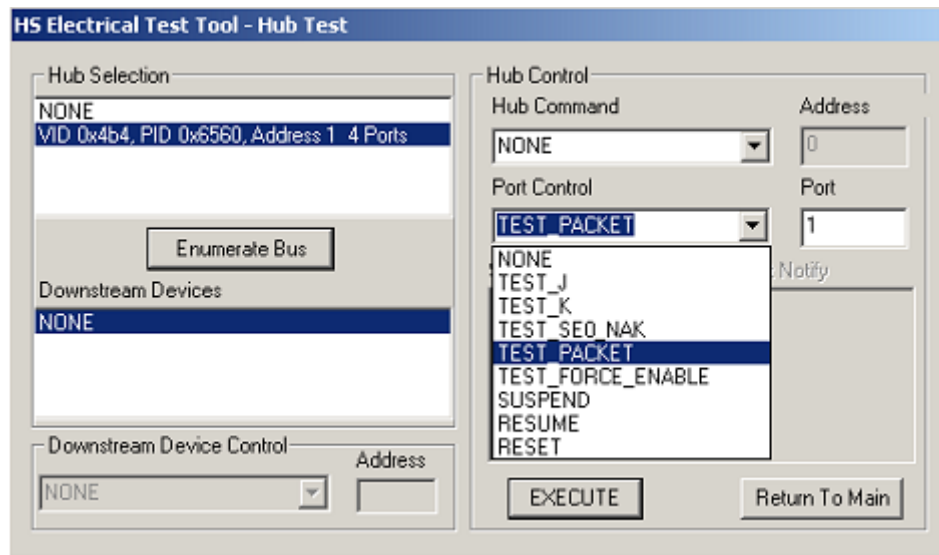 HS Electrical Test Tool - Hub Test
Hub Selection
NONE
VID 0x4b4, PID 0x6560, Address 1 4 Ports
Enumerate Bus
Downstream Devices
NONE
Downstream Device Control
Address
NONE
Hub Control
Hub Command
Address
NONE
0
Port Control
Port
TEST_PACKET
1
NONE
Notify
TEST_J
TEST_K
TEST_SE0_NAK
TEST_PACKET
TEST_FORCE_ENABLE
SUSPEND
RESUME
RESET
EXECUTE
Return To Main